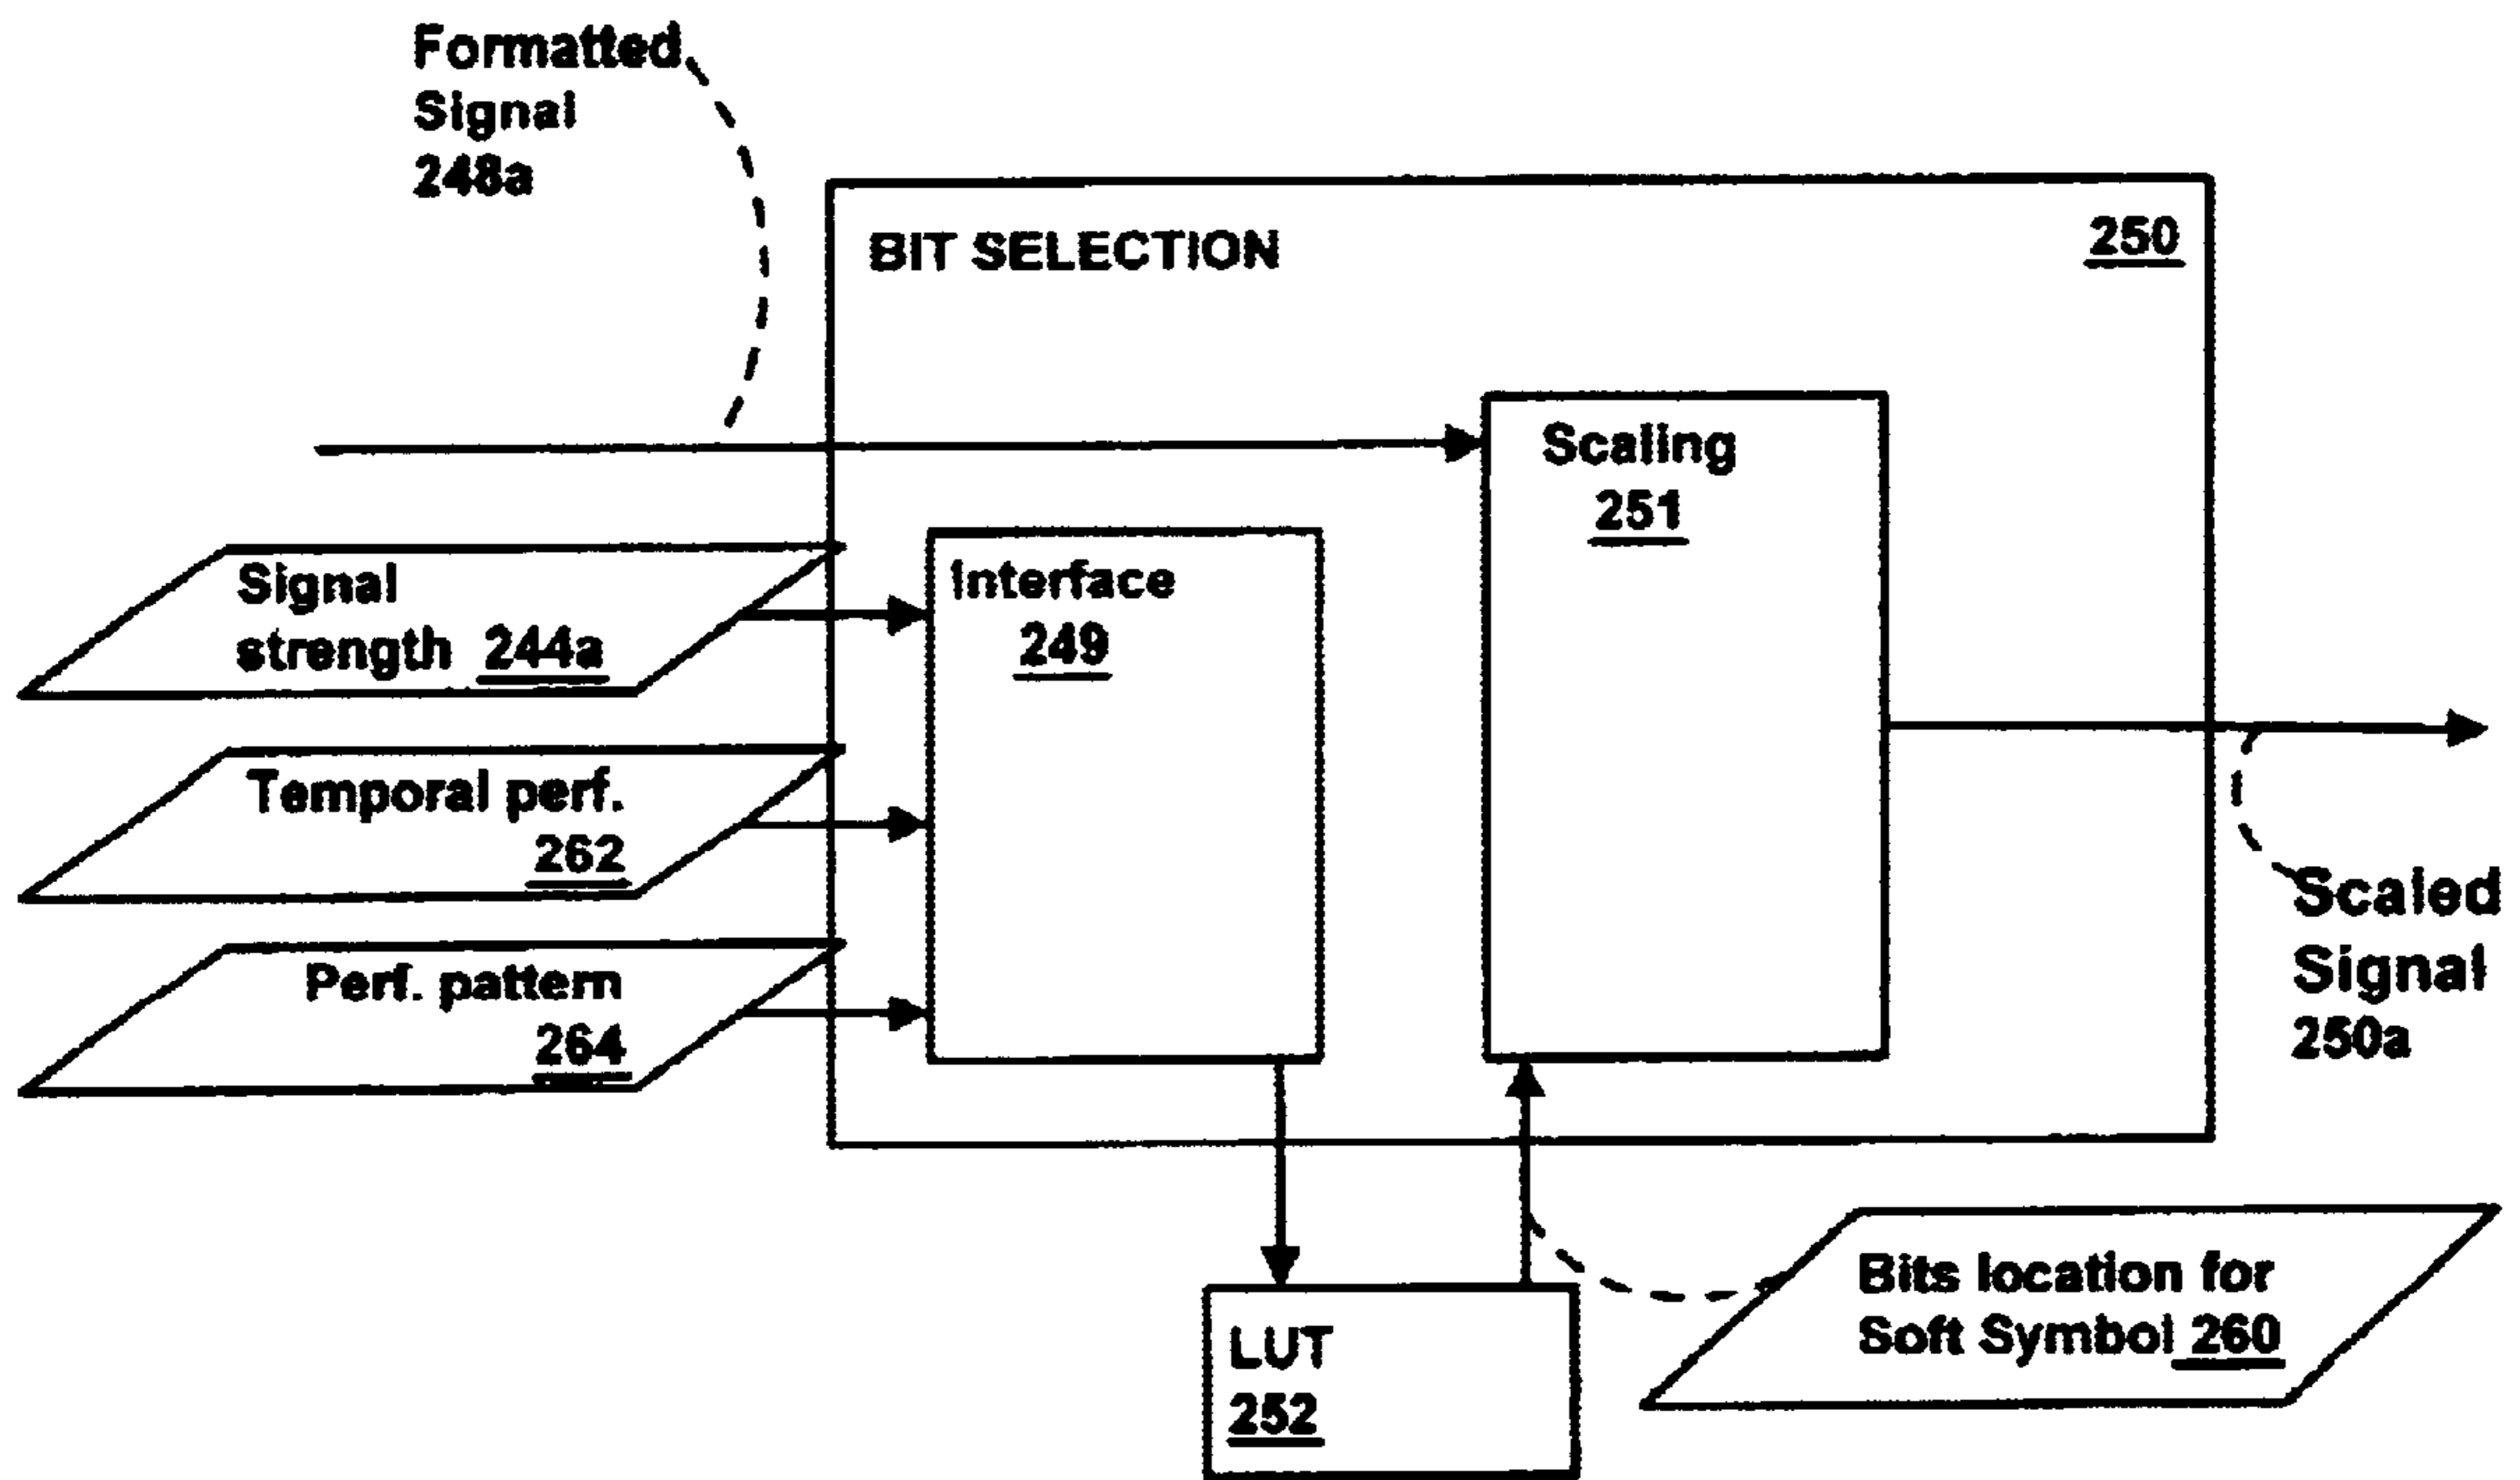 Formatted
Signal
248a
BIT SELECTION
250
Scaling
251
Signal
strength 244a
Interface
249
Temporal perf.
262
Perf. pattern
264
Scaled
Signal
250a
Bits location for
Soft Symbol 260
LUT
252